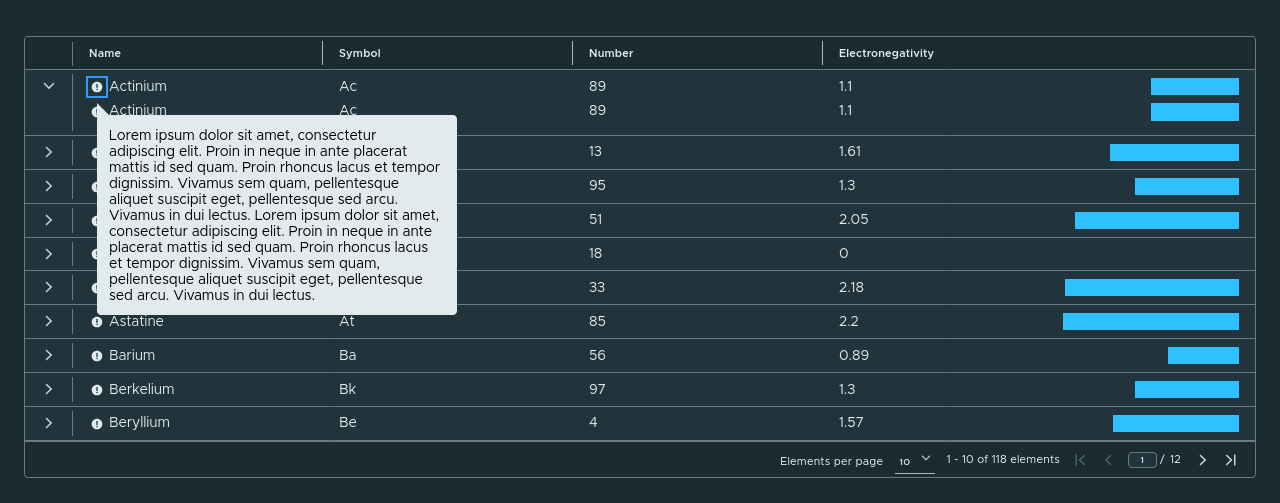 Name Symbol Number Electronegativity
Actinium Ac 89 1.1
Actinium Ac 89 1.1
Lorem ipsum dolor sit amet, consectetur
adipiscing elit. Proin in neque in ante placerat
mattis id sed quam. Proin rhoncus lacus et tempor
dignissim. Vivamus sem quam, pellentesque
aliquet suscipit eget, pellentesque sed arcu.
Vivamus in dui lectus. Lorem ipsum dolor sit amet,
consectetur adipiscing elit. Proin in neque in ante
placerat mattis id sed quam. Proin rhoncus lacus
et tempor dignissim. Vivamus sem quam,
pellentesque aliquet suscipit eget, pellentesque
sed arcu. Vivamus in dui lectus.
13 1.61
95 1.3
51 2.05
18 0
33 2.18
Astatine At 85 2.2
Barium Ba 56 0.89
Berkelium Bk 97 1.3
Beryllium Be 4 1.57
Elements per page 10 1 - 10 of 118 elements 1 / 12